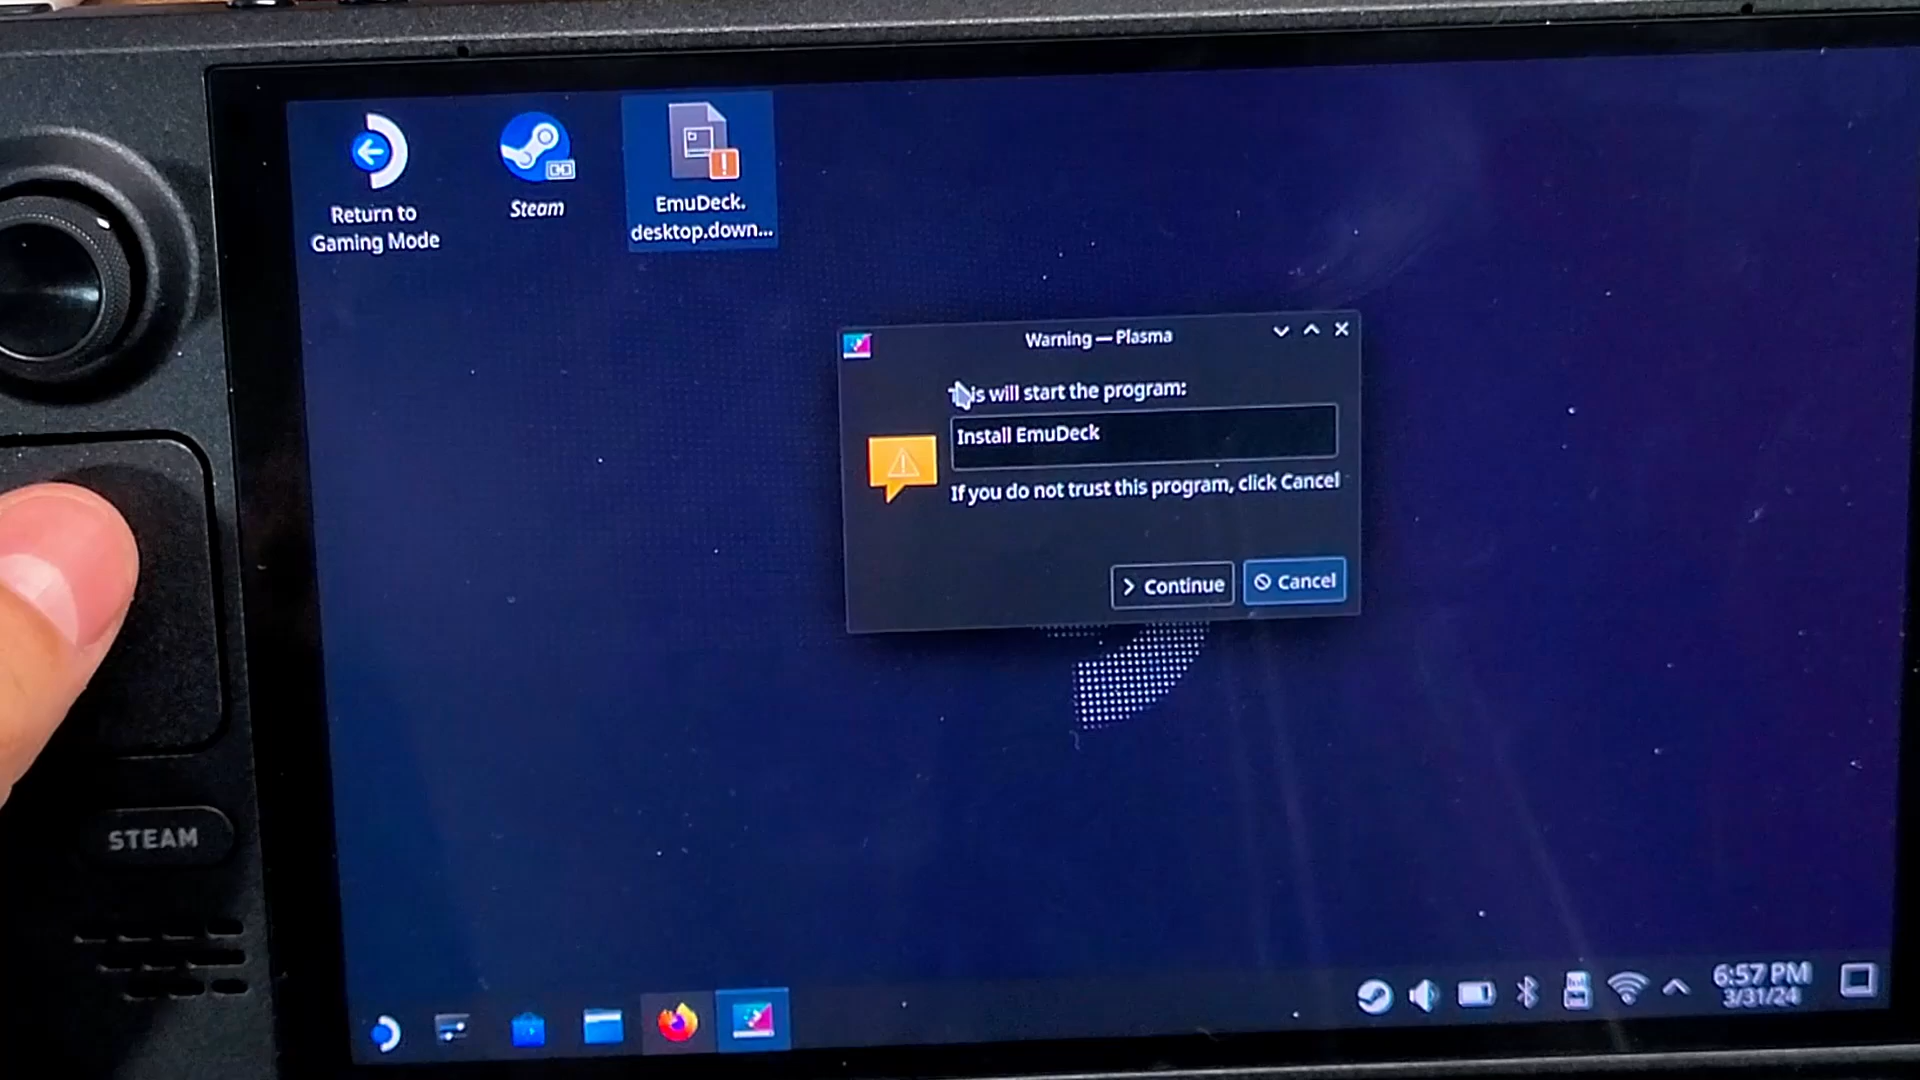 Return to
Gaming Mode
Steam
EmuDeck.
desktop.down...
Warning — Plasma
This will start the program:
Install EmuDeck
If you do not trust this program, click Cancel
Continue
Cancel
STEAM
6:57 PM
3/31/24